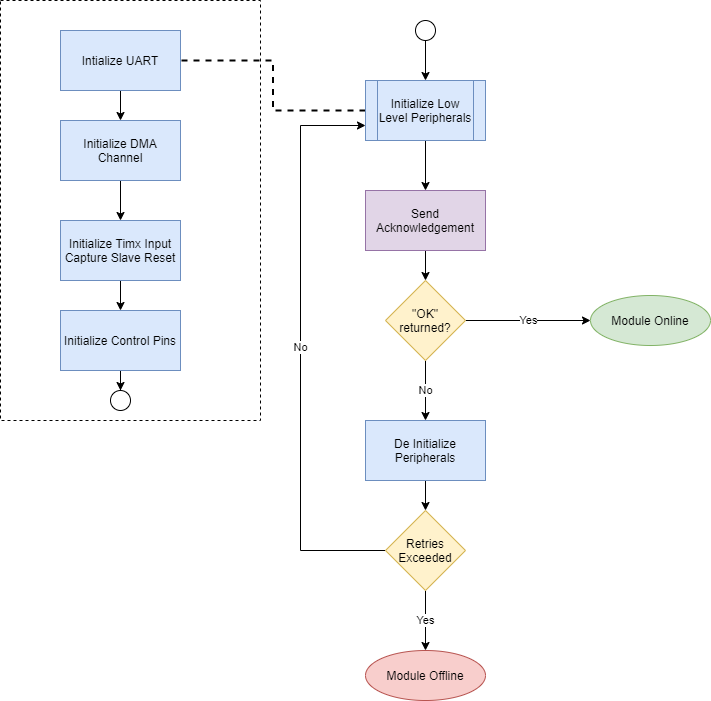 Intialize UART
Initialize DMA
Channel
Initialize Timx Input
Capture Slave Reset
Initialize Control Pins
Initialize Low
Level Peripherals
Send
Acknowledgement
"OK"
returned?
Yes
Module Online
No
No
De Initialize
Peripherals
Retries
Exceeded
Yes
Module Offline